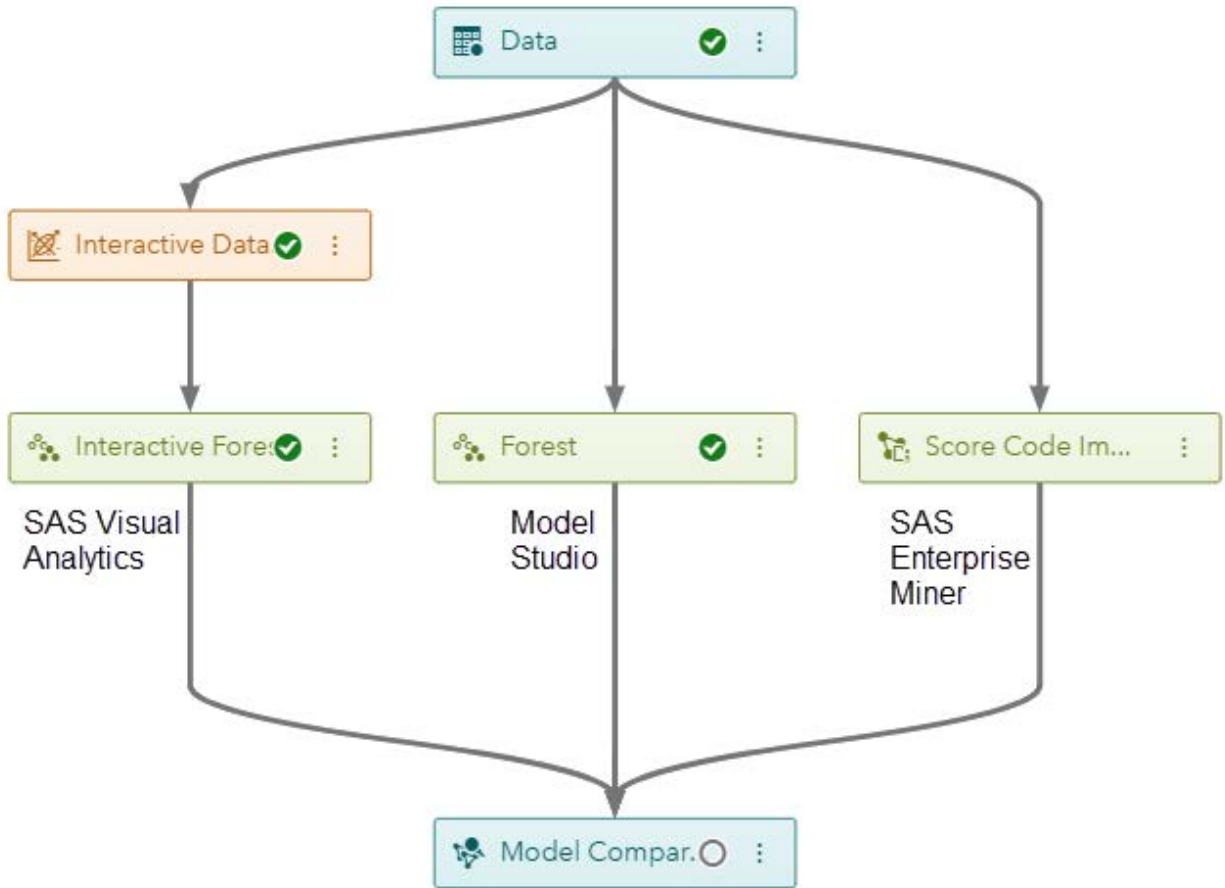 Data
Interactive Data
Interactive Fores
Forest
Score Code Im...
SAS Visual
Analytics
Model
Studio
SAS
Enterprise
Miner
Model Compar.